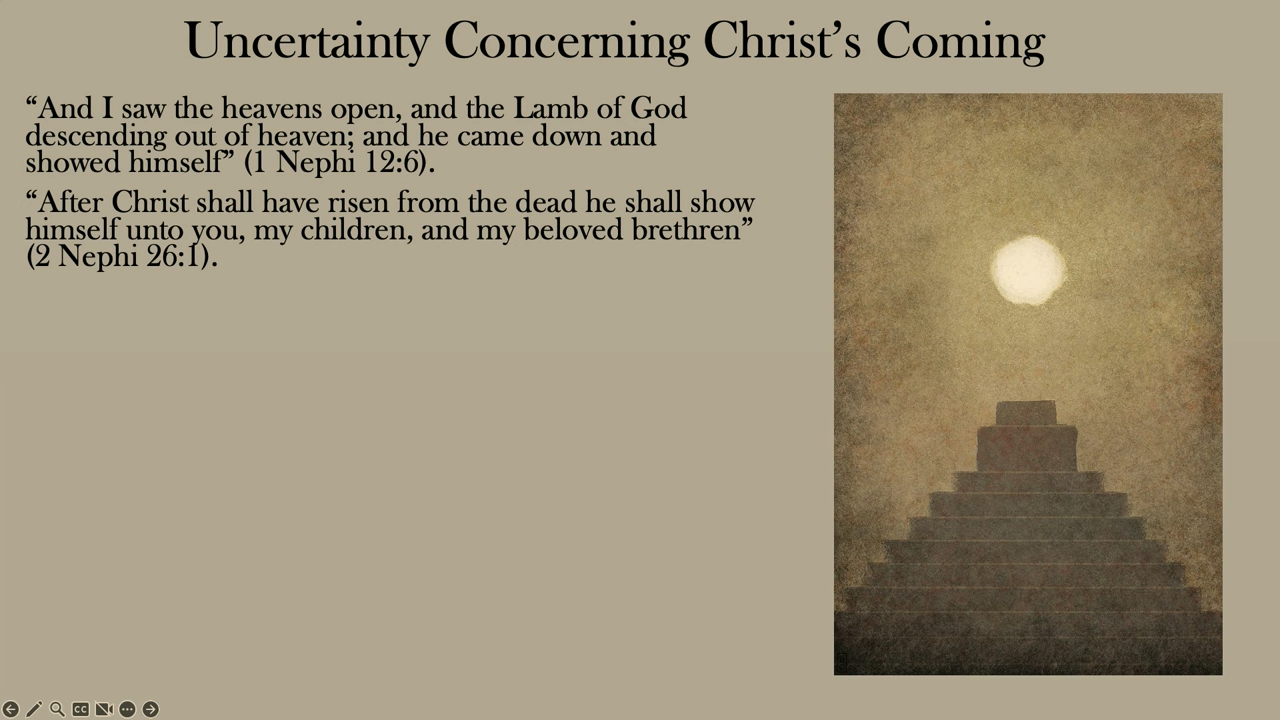 Uncertainty Concerning Christ’s Coming
“And I saw the heavens open, and the Lamb of God
descending out of heaven; and he came down and
showed himself” (1 Nephi 12:6).
“After Christ shall have risen from the dead he shall show
himself unto you, my children, and my beloved brethren”
(2 Nephi 26:1).
CC